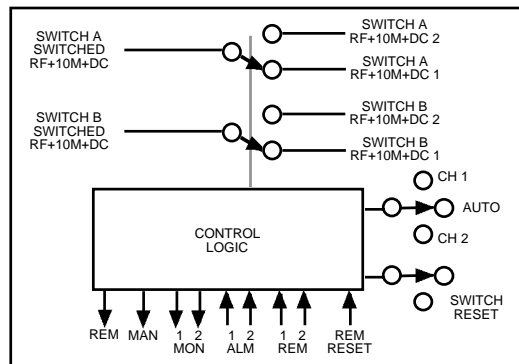 SWITCH A
SWITCHED
RF+10M+DC
SWITCH A
RF+10M+DC 2
SWITCH A
RF+10M+DC 1
SWITCH B
SWITCHED
RF+10M+DC
SWITCH B
RF+10M+DC 2
SWITCH B
RF+10M+DC 1
CONTROL
LOGIC
CH 1
AUTO
CH 2
SWITCH
RESET
REM
MAN
1 2
MON
1 2
ALM
1 2
REM
REM
RESET